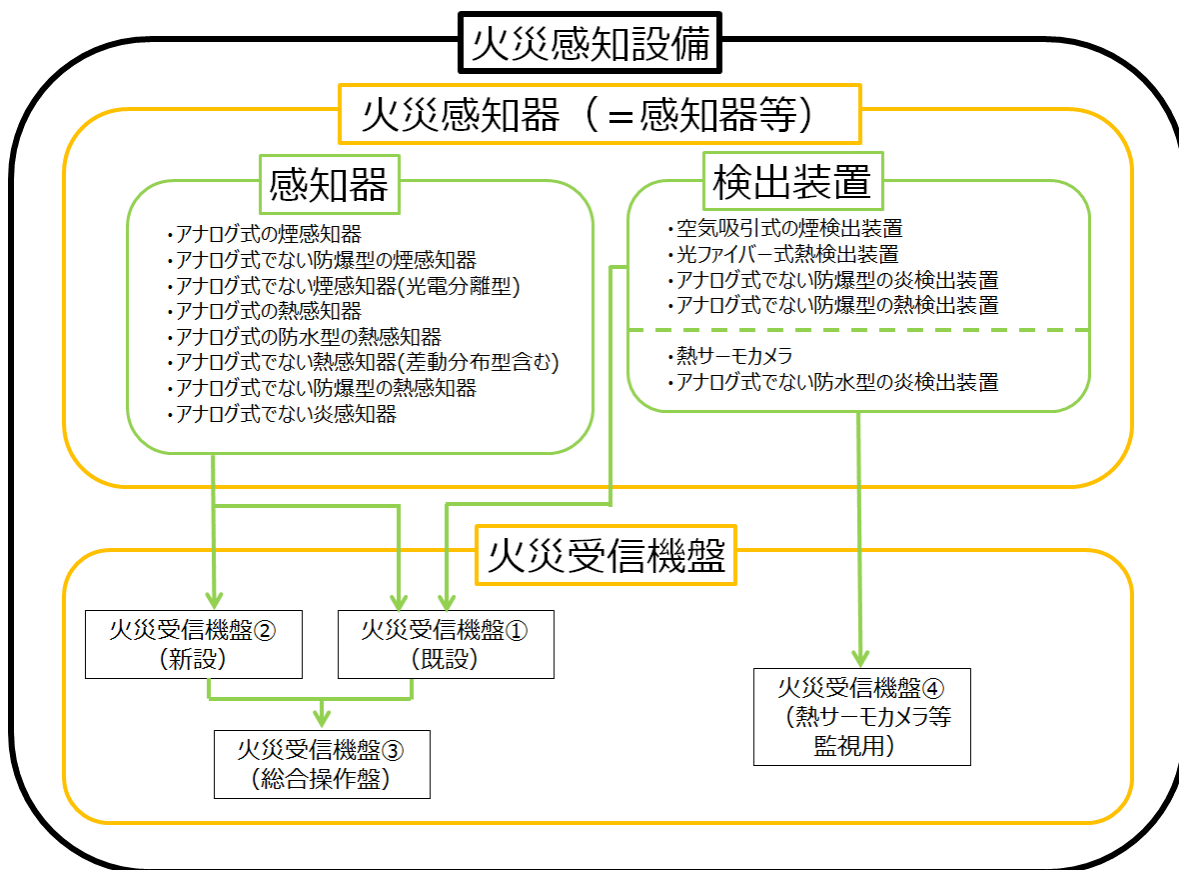 火災感知設備
火災感知器（＝感知器等）
感知器
・アナログ式の煙感知器
・アナログ式でない防爆型の煙感知器
・アナログ式でない煙感知器(光電分離型)
・アナログ式の熱感知器
・アナログ式の防水型の熱感知器
・アナログ式でない熱感知器(差動分布型含む)
・アナログ式でない防爆型の熱感知器
・アナログ式でない炎感知器
検出装置
・空気吸引式の煙検出装置
・光ファイバー式熱検出装置
・アナログ式でない防爆型の炎検出装置
・アナログ式でない防爆型の熱検出装置
・熱サーモカメラ
・アナログ式でない防水型の炎検出装置
火災受信機盤
火災受信機盤②
（新設）
火災受信機盤①
（既設）
火災受信機盤③
（総合操作盤）
火災受信機盤④
（熱サーモカメラ等
監視用）